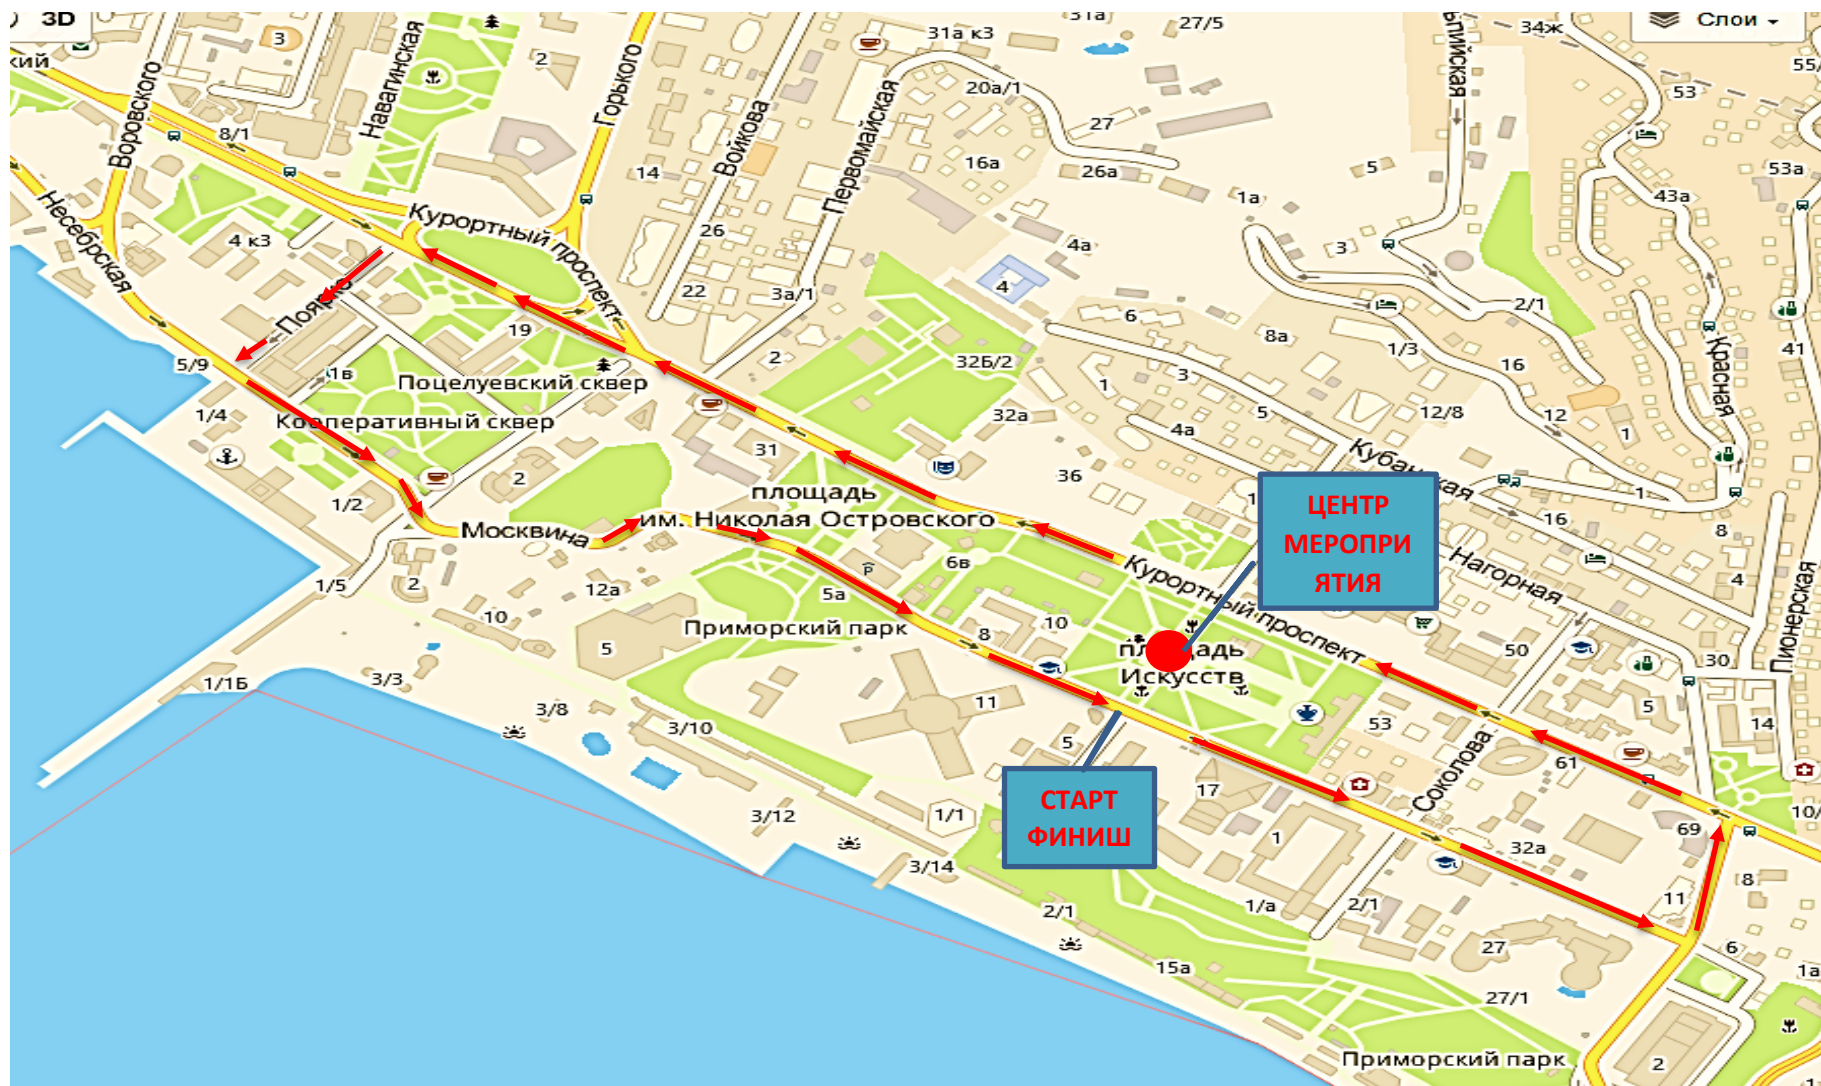 3D
Слои
кий
Воровского
3
Навагинская
2
Горького
31а к3
31а
27/5
34ж
55/
53
53а
43а
41
8/1
14
Войкова
Первомайская
20а/1
27
16а
26а
5
1а
3
4 к3
Курортный проспект
26
4а
4
22
3а/1
2/1
Несебрская
Поярко
19
2
6
8а
1/3
16
Красная
5/9
1в
Поцелуевский сквер
32Б/2
32а
1
3
5
12/8
12
1
1/4
Кооперативный сквер
31
4а
36
Кубанская
1/2
2
площадь
им. Николая Островского
Москвина
16
1
8
ЦЕНТР
МЕРОПРИ
ЯТИЯ
Нагорная
4
Пионерская
1/5
2
12а
10
5а
6в
Курортный проспект
5
Приморский парк
8
10
площадь
Искусств
50
30
1/1Б
3/3
3/8
3/10
11
5
53
5
14
61
Соколова
СТАРТ
ФИНИШ
17
3/12
1/1
1
69
10/
3/14
32а
8
2/1
1/а
2/1
11
27
6
1а
15а
27/1
Приморский парк
2
1